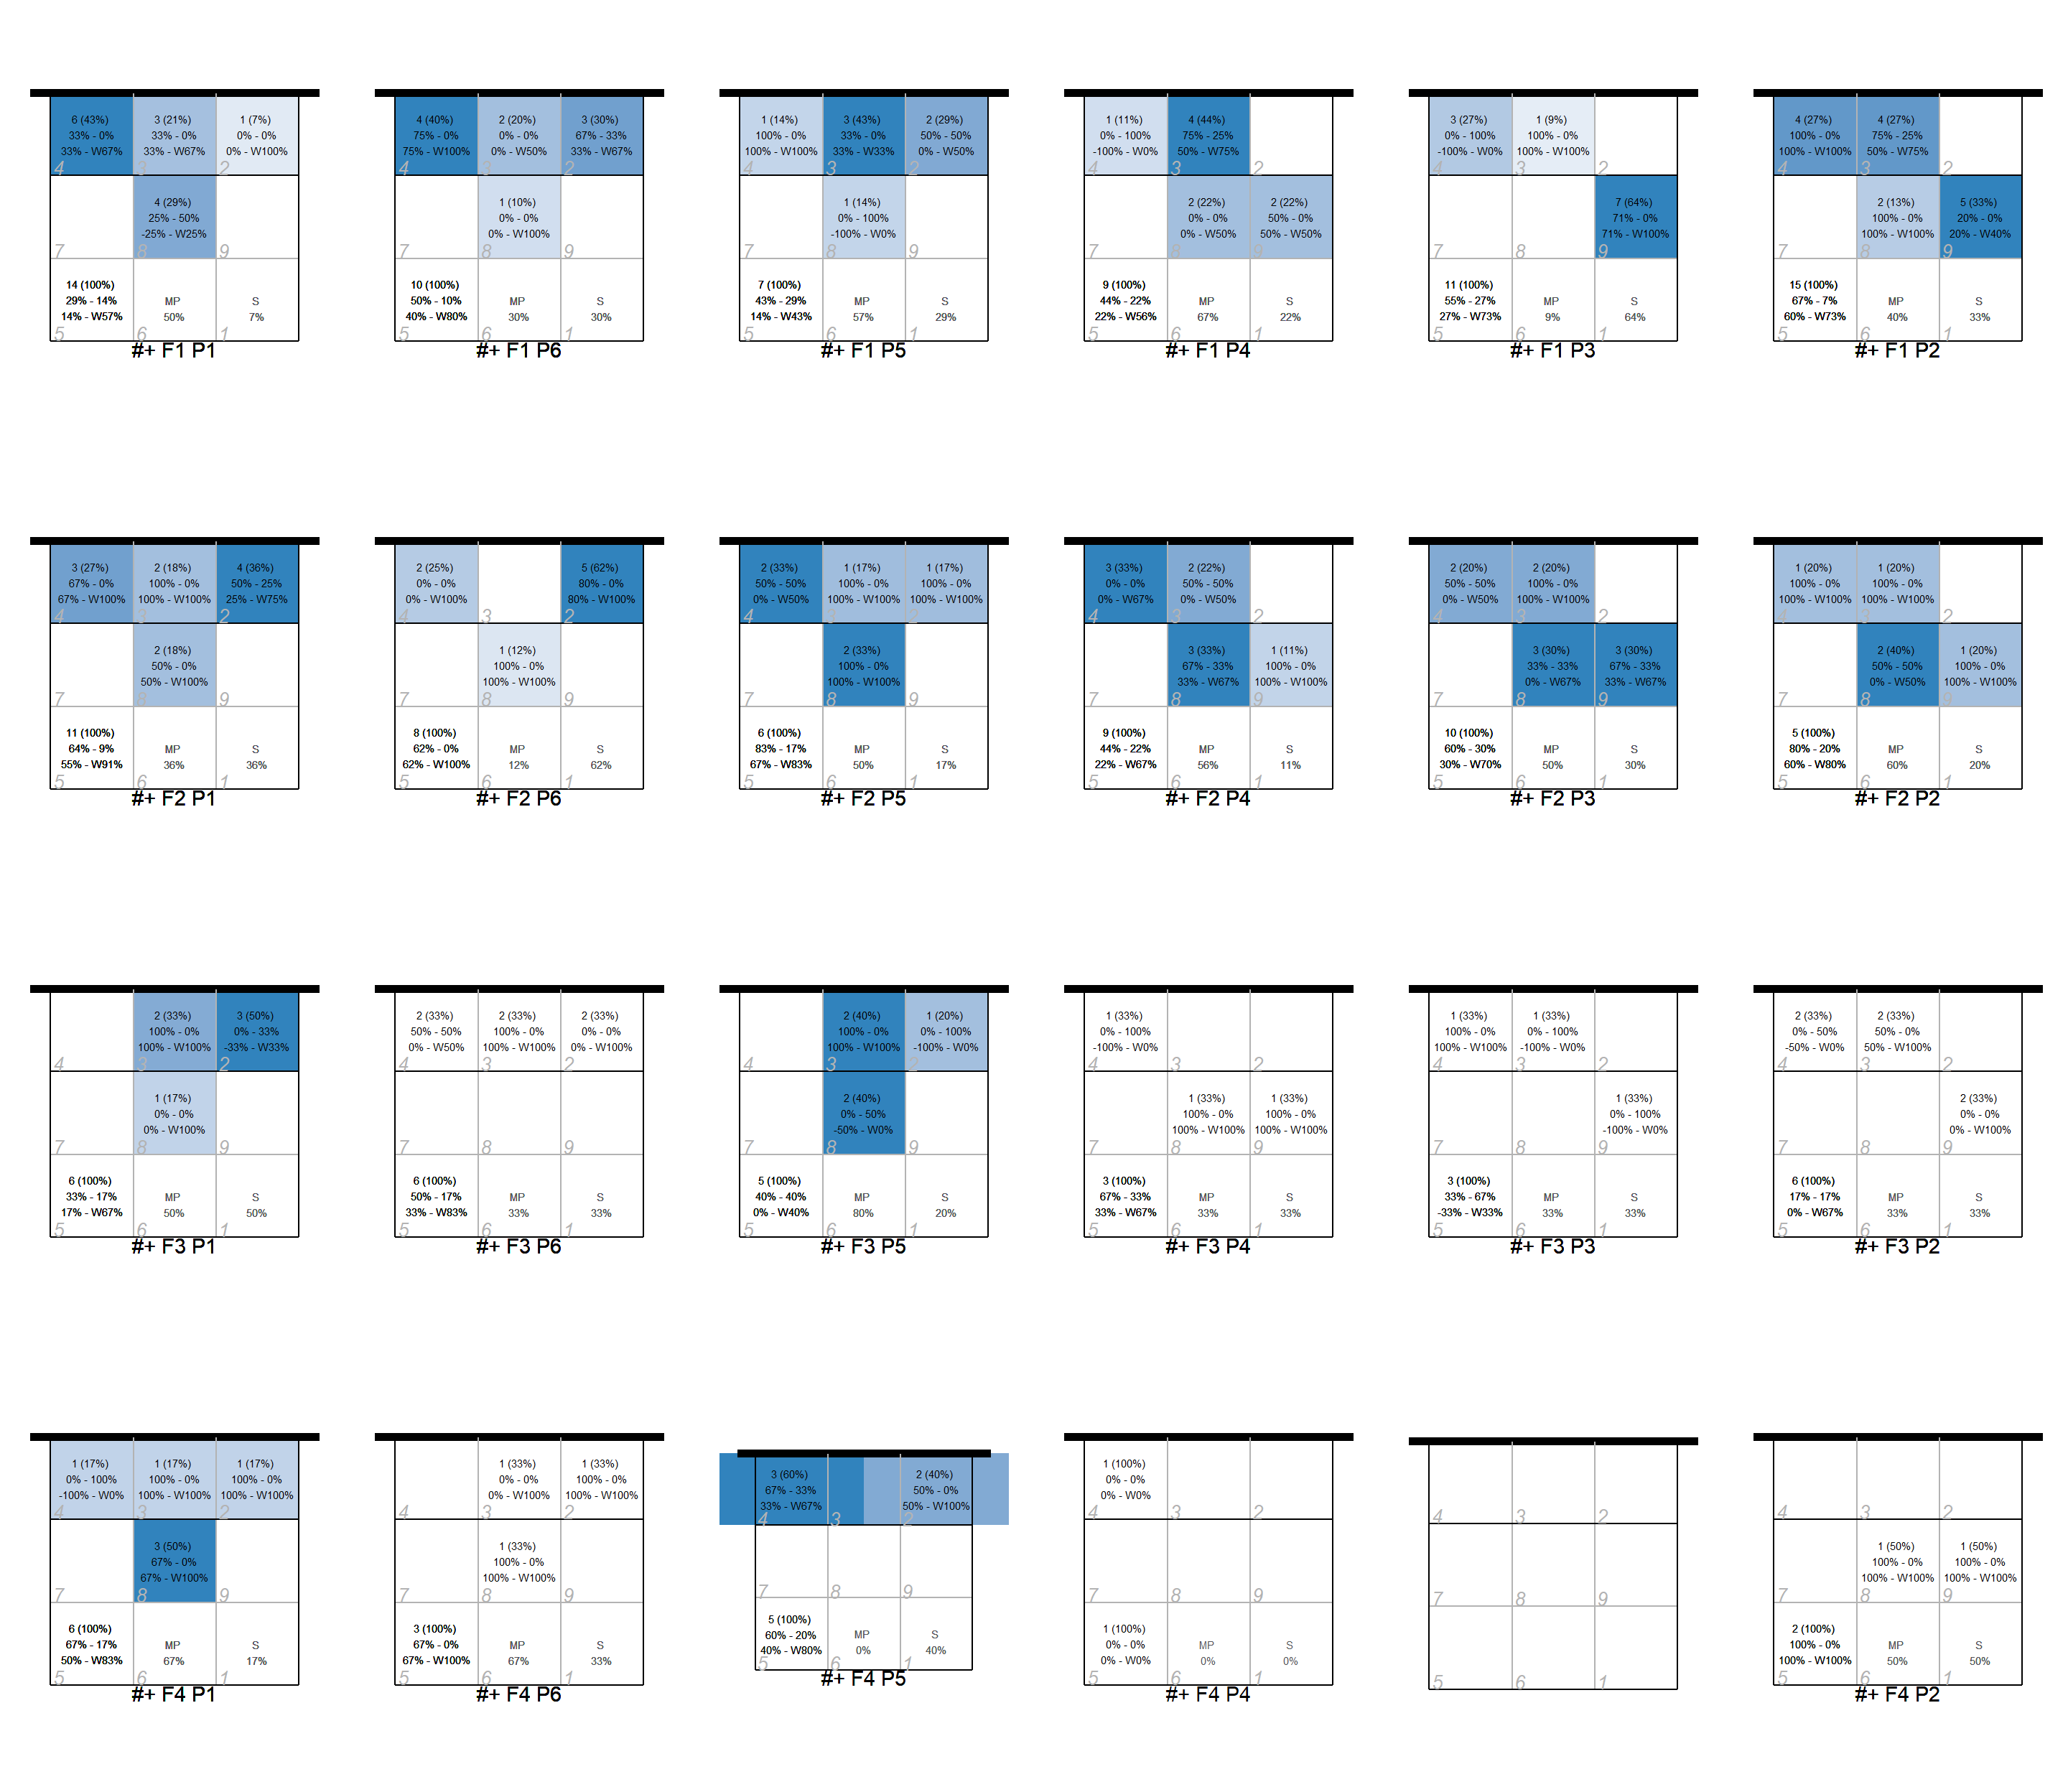 6 (43%)
33% - 0%
33% - W67%
4
3 (21%)
33% - 0%
33% - W67%
3
1 (7%)
0% - 0%
0% - W100%
2
7
4 (29%)
25% - 50%
-25% - W25%
8
9
14 (100%)
29% - 14%
14% - W57%
5
MP
50%
6
S
7%
1
#+ F1 P1
4 (40%)
75% - 0%
75% - W100%
4
2 (20%)
0% - 0%
0% - W50%
3
3 (30%)
67% - 33%
33% - W67%
2
7
1 (10%)
0% - 0%
0% - W100%
8
9
10 (100%)
50% - 10%
40% - W80%
5
MP
30%
6
S
30%
1
#+ F1 P6
1 (14%)
100% - 0%
100% - W100%
4
3 (43%)
33% - 0%
33% - W33%
3
2 (29%)
50% - 50%
0% - W50%
2
7
1 (14%)
0% - 100%
-100% - W0%
8
9
7 (100%)
43% - 29%
14% - W43%
5
MP
57%
6
S
29%
1
#+ F1 P5
1 (11%)
0% - 100%
-100% - W0%
4
4 (44%)
75% - 25%
50% - W75%
3
2
7
2 (22%)
0% - 0%
0% - W50%
8
2 (22%)
50% - 0%
50% - W50%
9
9 (100%)
44% - 22%
22% - W56%
5
MP
67%
6
S
22%
1
#+ F1 P4
3 (27%)
0% - 100%
-100% - W0%
4
1 (9%)
100% - 0%
100% - W100%
3
2
7
8
7 (64%)
71% - 0%
71% - W100%
9
11 (100%)
55% - 27%
27% - W73%
5
MP
9%
6
S
64%
1
#+ F1 P3
4 (27%)
100% - 0%
100% - W100%
4
4 (27%)
75% - 25%
50% - W75%
3
2
7
2 (13%)
100% - 0%
100% - W100%
8
5 (33%)
20% - 0%
20% - W40%
9
15 (100%)
67% - 7%
60% - W73%
5
MP
40%
6
S
33%
1
#+ F1 P2
3 (27%)
67% - 0%
67% - W100%
4
2 (18%)
100% - 0%
100% - W100%
3
4 (36%)
50% - 25%
25% - W75%
2
7
2 (18%)
50% - 0%
50% - W100%
8
9
11 (100%)
64% - 9%
55% - W91%
5
MP
36%
6
S
36%
1
#+ F2 P1
2 (25%)
0% - 0%
0% - W100%
4
3
5 (62%)
80% - 0%
80% - W100%
2
7
1 (12%)
100% - 0%
100% - W100%
8
9
8 (100%)
62% - 0%
62% - W100%
5
MP
12%
6
S
62%
1
#+ F2 P6
2 (33%)
50% - 50%
0% - W50%
4
1 (17%)
100% - 0%
100% - W100%
3
1 (17%)
100% - 0%
100% - W100%
2
7
2 (33%)
100% - 0%
100% - W100%
8
9
6 (100%)
83% - 17%
67% - W83%
5
MP
50%
6
S
17%
1
#+ F2 P5
3 (33%)
0% - 0%
0% - W67%
4
2 (22%)
50% - 50%
0% - W50%
3
2
7
3 (33%)
67% - 33%
33% - W67%
8
1 (11%)
100% - 0%
100% - W100%
9
9 (100%)
44% - 22%
22% - W67%
5
MP
56%
6
S
11%
1
#+ F2 P4
2 (20%)
50% - 50%
0% - W50%
4
2 (20%)
100% - 0%
100% - W100%
3
2
7
3 (30%)
33% - 33%
0% - W67%
8
3 (30%)
67% - 33%
33% - W67%
9
10 (100%)
60% - 30%
30% - W70%
5
MP
50%
6
S
30%
1
#+ F2 P3
1 (20%)
100% - 0%
100% - W100%
4
1 (20%)
100% - 0%
100% - W100%
3
2
7
2 (40%)
50% - 50%
0% - W50%
8
1 (20%)
100% - 0%
100% - W100%
9
5 (100%)
80% - 20%
60% - W80%
5
MP
60%
6
S
20%
1
#+ F2 P2
4
2 (33%)
100% - 0%
100% - W100%
3
3 (50%)
0% - 33%
-33% - W33%
2
7
1 (17%)
0% - 0%
0% - W100%
8
9
6 (100%)
33% - 17%
17% - W67%
5
MP
50%
6
S
50%
1
#+ F3 P1
2 (33%)
50% - 50%
0% - W50%
4
2 (33%)
100% - 0%
100% - W100%
3
2 (33%)
0% - 0%
0% - W100%
2
7
8
9
6 (100%)
50% - 17%
33% - W83%
5
MP
33%
6
S
33%
1
#+ F3 P6
4
2 (40%)
100% - 0%
100% - W100%
3
1 (20%)
0% - 100%
-100% - W0%
2
7
2 (40%)
0% - 50%
-50% - W0%
8
9
5 (100%)
40% - 40%
0% - W40%
5
MP
80%
6
S
20%
1
#+ F3 P5
1 (33%)
0% - 100%
-100% - W0%
4
3
2
7
1 (33%)
100% - 0%
100% - W100%
8
1 (33%)
100% - 0%
100% - W100%
9
3 (100%)
67% - 33%
33% - W67%
5
MP
33%
6
S
33%
1
#+ F3 P4
1 (33%)
100% - 0%
100% - W100%
4
1 (33%)
0% - 100%
-100% - W0%
3
2
7
8
1 (33%)
0% - 100%
-100% - W0%
9
3 (100%)
33% - 67%
-33% - W33%
5
MP
33%
6
S
33%
1
#+ F3 P3
2 (33%)
0% - 50%
-50% - W0%
4
2 (33%)
50% - 0%
50% - W100%
3
2
7
8
2 (33%)
0% - 0%
0% - W100%
9
6 (100%)
17% - 17%
0% - W67%
5
MP
33%
6
S
33%
1
#+ F3 P2
1 (17%)
0% - 100%
-100% - W0%
4
1 (17%)
100% - 0%
100% - W100%
3
1 (17%)
100% - 0%
100% - W100%
2
7
3 (50%)
67% - 0%
67% - W100%
8
9
6 (100%)
67% - 17%
50% - W83%
5
MP
67%
6
S
17%
1
#+ F4 P1
4
1 (33%)
0% - 0%
0% - W100%
3
1 (33%)
100% - 0%
100% - W100%
2
7
1 (33%)
100% - 0%
100% - W100%
8
9
3 (100%)
67% - 0%
67% - W100%
5
MP
67%
6
S
33%
1
#+ F4 P6
3 (60%)
67% - 33%
33% - W67%
4
3
2 (40%)
50% - 0%
50% - W100%
2
7
8
9
5 (100%)
60% - 20%
40% - W80%
5
MP
0%
6
S
40%
1
#+ F4 P5
1 (100%)
0% - 0%
0% - W0%
4
3
2
7
8
9
1 (100%)
0% - 0%
0% - W0%
5
MP
0%
6
S
0%
1
#+ F4 P4
4
3
2
7
8
9
5
6
1
4
3
2
7
1 (50%)
100% - 0%
100% - W100%
8
1 (50%)
100% - 0%
100% - W100%
9
2 (100%)
100% - 0%
100% - W100%
5
MP
50%
6
S
50%
1
#+ F4 P2